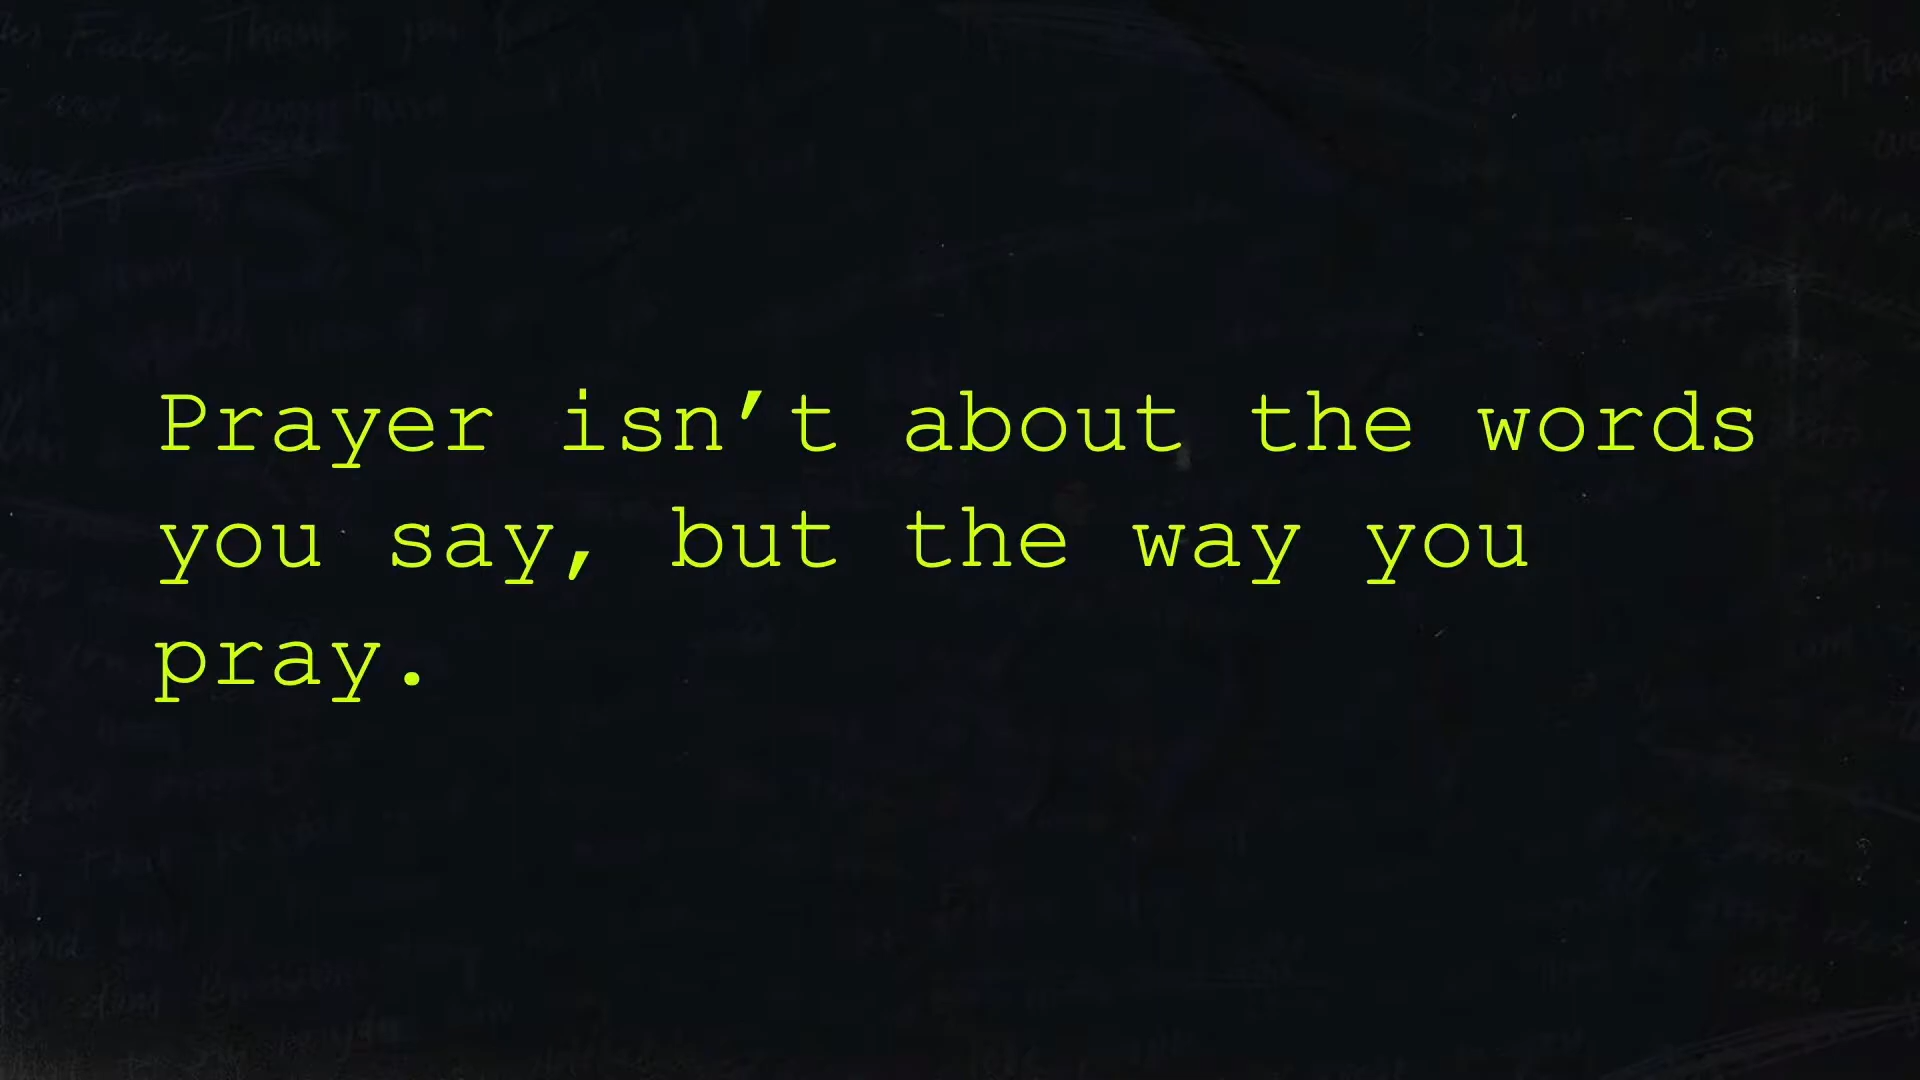 Prayer isn’t about the words
you say, but the way you
pray.